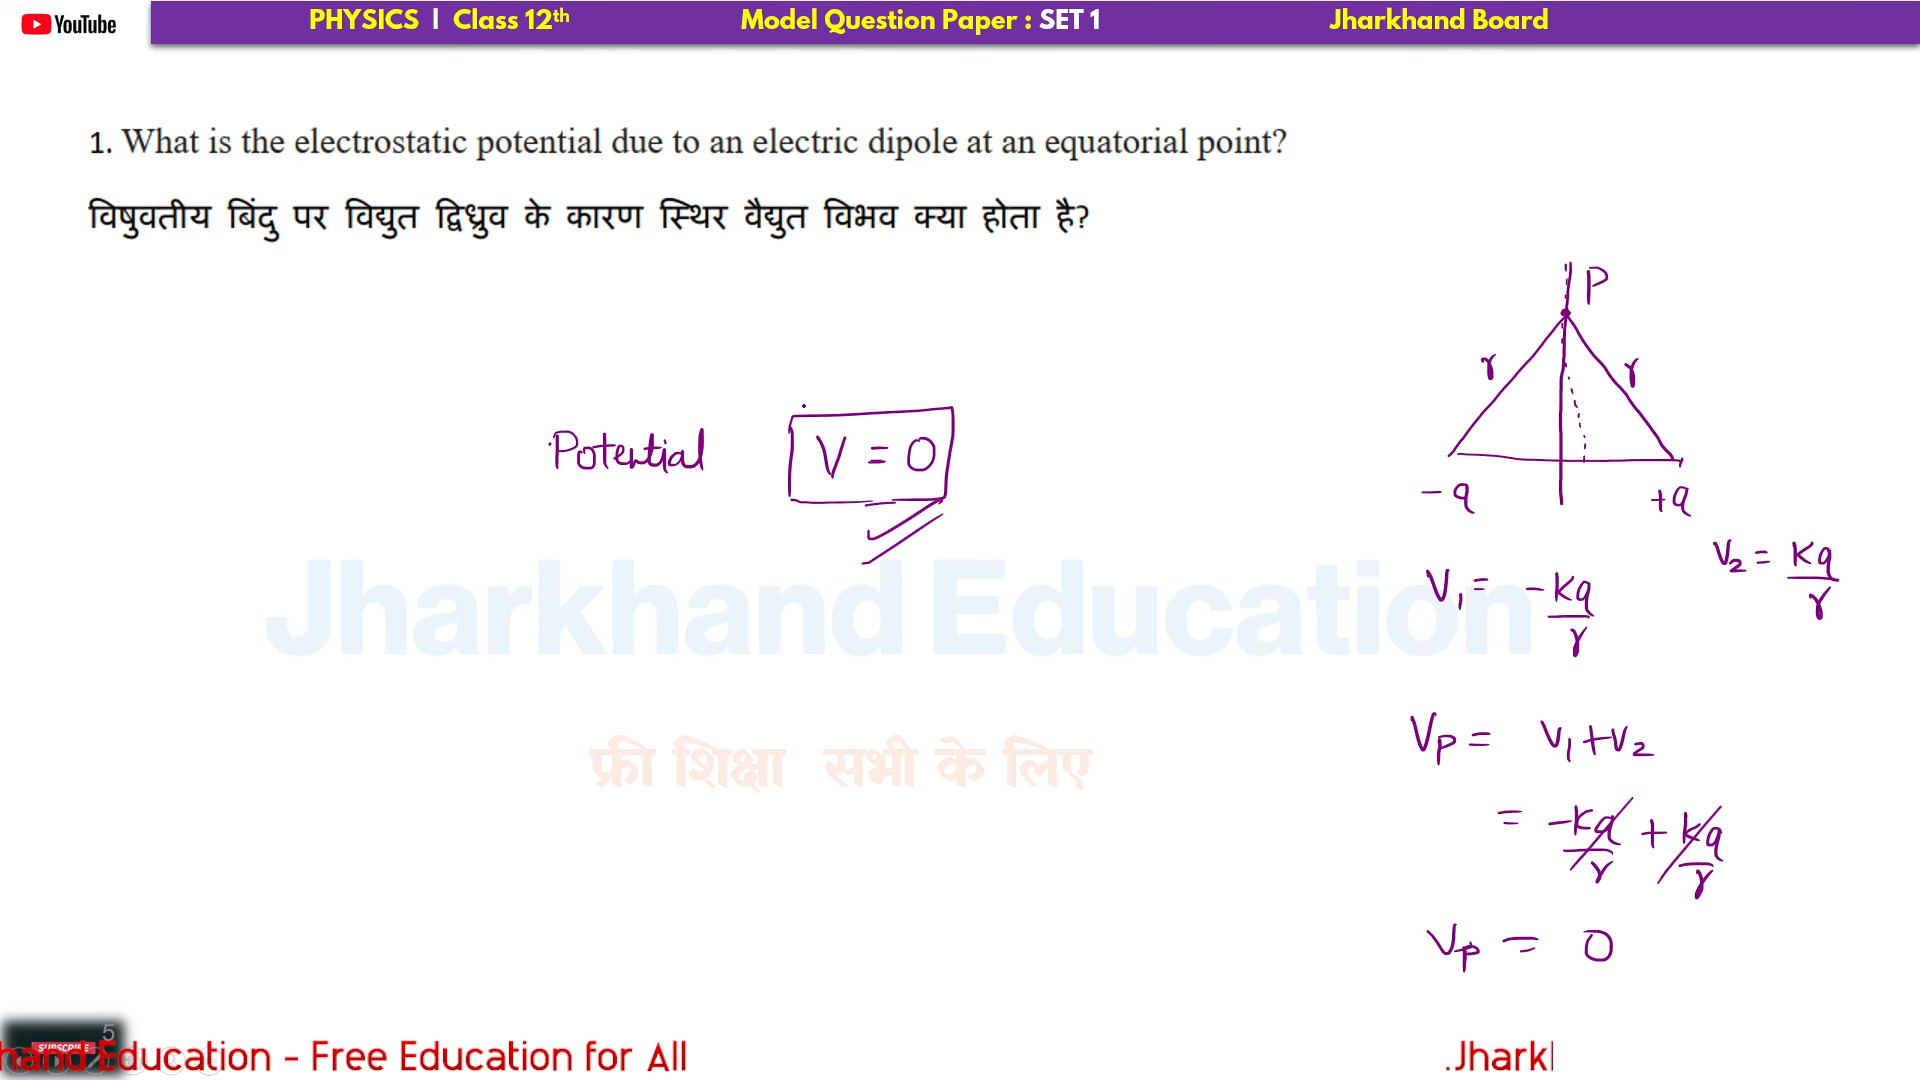 YouTube
PHYSICS | Class 12th Model Question Paper : SET 1 Jharkhand Board
1. What is the electrostatic potential due to an electric dipole at an equatorial point?
विषुवतीय बिंदु पर विद्युत द्विध्रुव के कारण स्थिर वैद्युत विभव क्या होता है?
P
r r
Potential V = 0
-q +q
V₁ = -Kq/r V₂ = Kq/r
Jharkhand Education
Vp = V₁+V₂
फ्री शिक्षा सभी के लिए
= -Kq/r + Kq/r
Vp = 0
5
SUBSCRIBE
hand Education - Free Education for All .Jhark